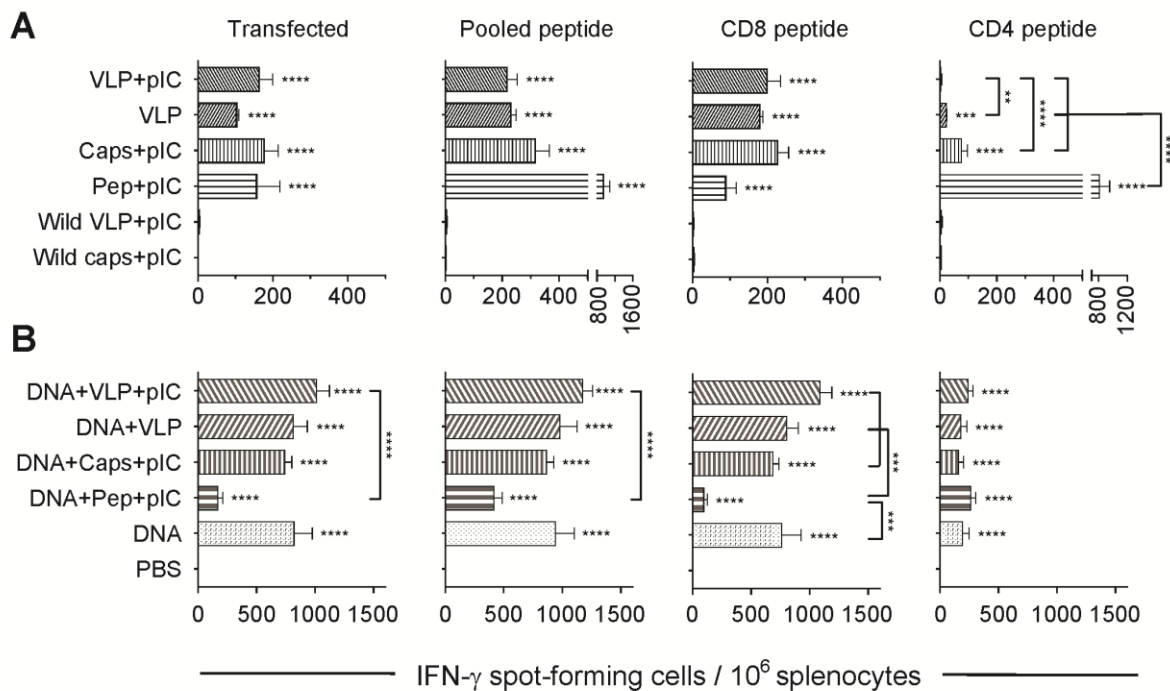 A
Transfected Pooled peptide CD8 peptide CD4 peptide
VLP+pIC **** **** ****
VLP **** **** **** ***
Caps+pIC **** **** **** ****
Pep+pIC **** **** **** ****
Wild VLP+pIC
Wild caps+pIC
** **** ****
0 200 400 0 200 400 800 1600 0 200 400 0 200 400 800 1200
B
DNA+VLP+pIC **** **** **** ****
DNA+VLP **** **** **** ****
DNA+Caps+pIC **** **** **** ****
DNA+Pep+pIC **** **** **** ****
DNA **** **** **** ****
PBS
**** **** *** ***
0 500 1000 1500 0 500 1000 1500 0 500 1000 1500 0 500 1000 1500
IFN-γ spot-forming cells / 10⁶ splenocytes